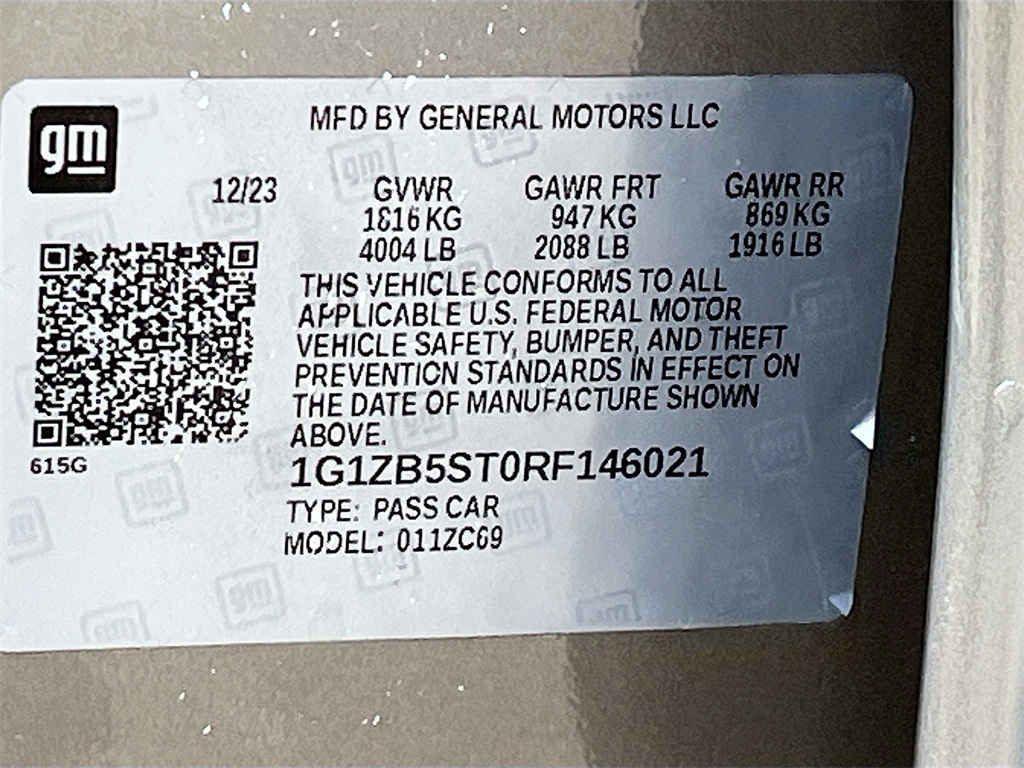 gm
MFD BY GENERAL MOTORS LLC
12/23 GVWR GAWR FRT GAWR RR
1816 KG 947 KG 869 KG
4004 LB 2088 LB 1916 LB
THIS VEHICLE CONFORMS TO ALL
APPLICABLE U.S. FEDERAL MOTOR
VEHICLE SAFETY, BUMPER, AND THEFT
PREVENTION STANDARDS IN EFFECT ON
THE DATE OF MANUFACTURE SHOWN
ABOVE.
615G
1G1ZB5ST0RF146021
TYPE: PASS CAR
MODEL: 011ZC69